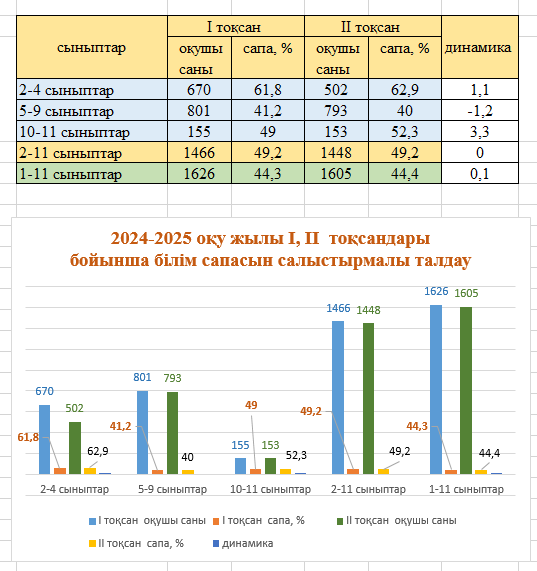 сыныптар І тоқсан ІІ тоқсан динамика
оқушы саны сапа, % оқушы саны сапа, %
2-4 сыныптар 670 61,8 502 62,9 1,1
5-9 сыныптар 801 41,2 793 40 -1,2
10-11 сыныптар 155 49 153 52,3 3,3
2-11 сыныптар 1466 49,2 1448 49,2 0
1-11 сыныптар 1626 44,3 1605 44,4 0,1
2024-2025 оқу жылы І, ІІ тоқсандары
бойынша білім сапасын салыстырмалы талдау
670 502 61,8 62,9
801 793 41,2 40
155 153 49 52,3
1466 1448 49,2 49,2
1626 1605 44,3 44,4
2-4 сыныптар 5-9 сыныптар 10-11 сыныптар 2-11 сыныптар 1-11 сыныптар
І тоқсан оқушы саны І тоқсан сапа, % ІІ тоқсан оқушы саны
ІІ тоқсан сапа, % динамика